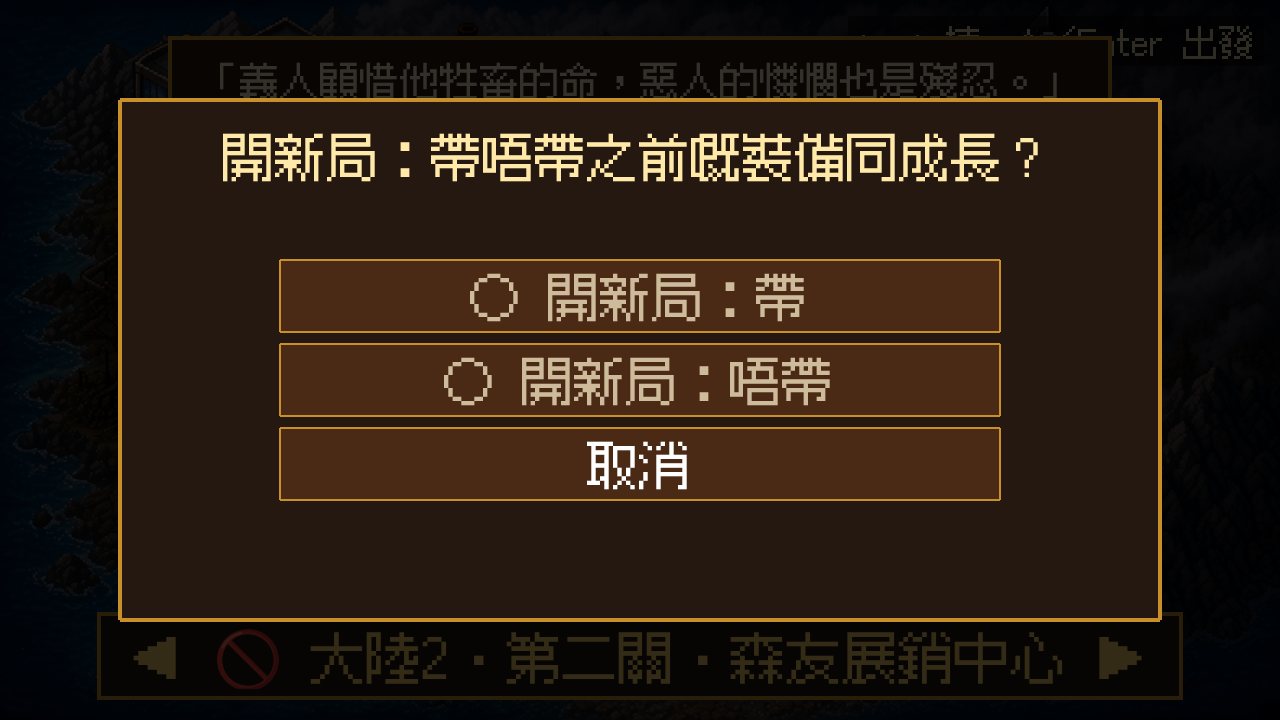 出發
「義人顧惜他牲畜的命，惡人的憐憫也是殘忍。」
開新局：帶唔帶之前嘅裝備同成長？
○ 開新局：帶
○ 開新局：唔帶
取消
◀ 🚫 大陸2．第二關．森友展銷中心 ▶